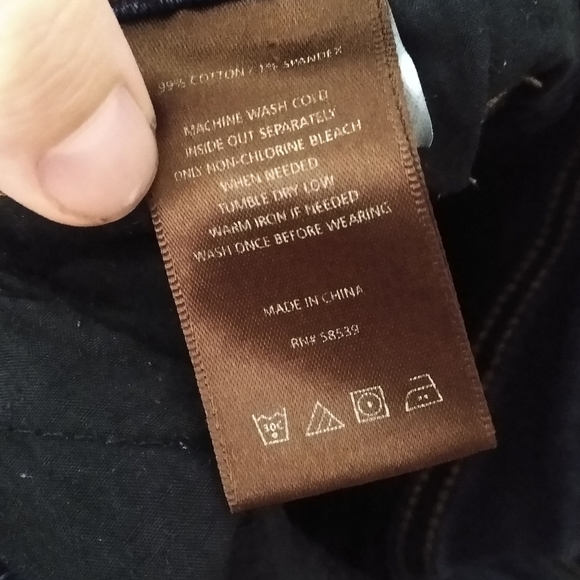 99% COTTON / 1% SPANDEX
MACHINE WASH COLD
INSIDE OUT SEPARATELY
ONLY NON-CHLORINE BLEACH
WHEN NEEDED
TUMBLE DRY LOW
WARM IRON IF NEEDED
WASH ONCE BEFORE WEARING
MADE IN CHINA
RN# 58539
30C